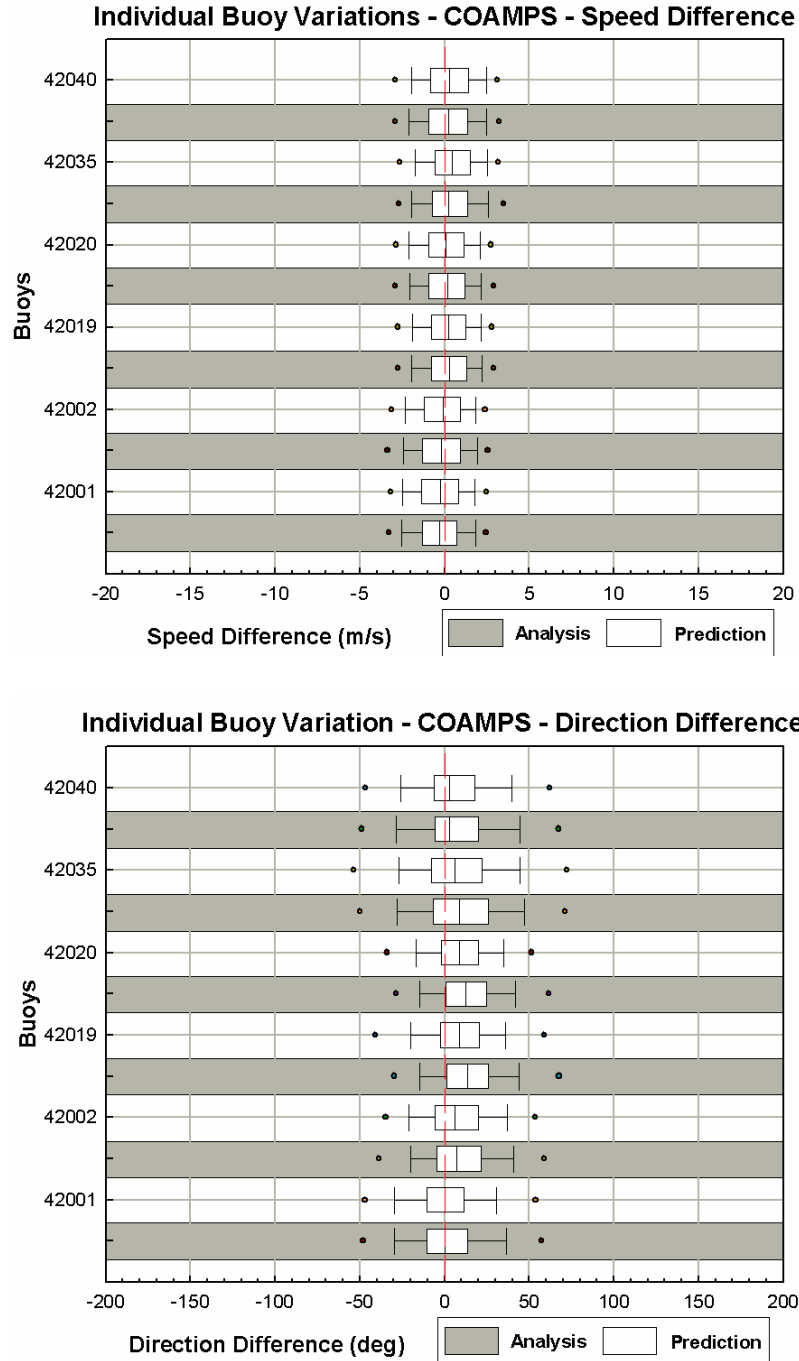 Individual Buoy Variations - COAMPS - Speed Difference
Buoys
42040
42035
42020
42019
42002
42001
-20 -15 -10 -5 0 5 10 15 20
Speed Difference (m/s)
Analysis Prediction
Individual Buoy Variation - COAMPS - Direction Difference
Buoys
42040
42035
42020
42019
42002
42001
-200 -150 -100 -50 0 50 100 150 200
Direction Difference (deg)
Analysis Prediction